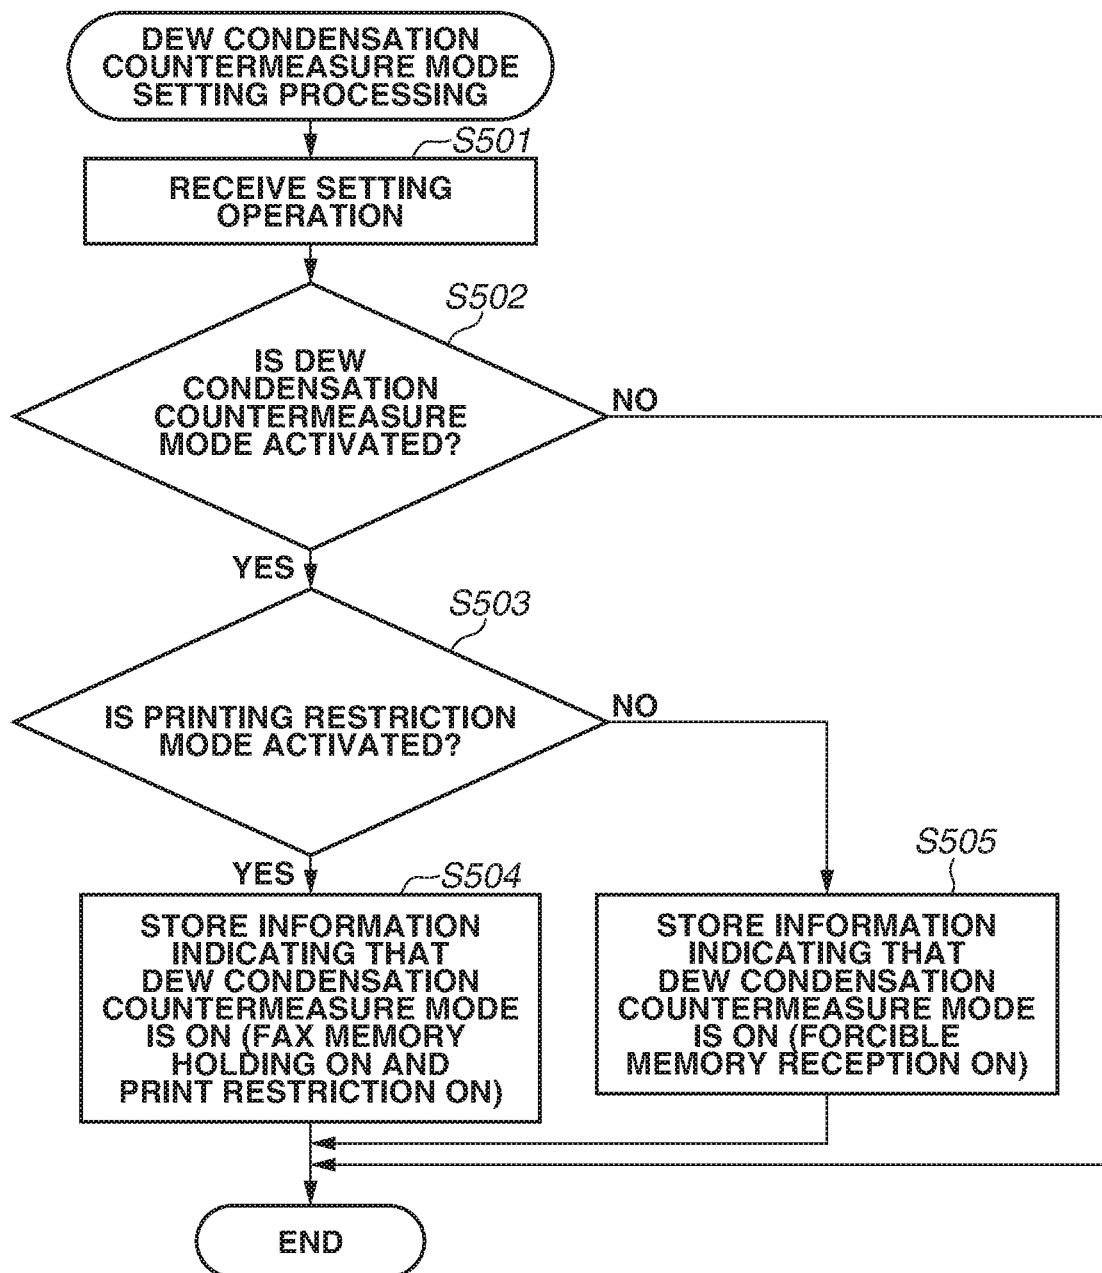 DEW CONDENSATION
COUNTERMEASURE MODE
SETTING PROCESSING
S501
RECEIVE SETTING
OPERATION
S502
IS DEW
CONDENSATION
COUNTERMEASURE
MODE ACTIVATED?
NO
YES
S503
IS PRINTING RESTRICTION
MODE ACTIVATED?
NO
YES
S504
STORE INFORMATION
INDICATING THAT
DEW CONDENSATION
COUNTERMEASURE MODE
IS ON (FAX MEMORY
HOLDING ON AND
PRINT RESTRICTION ON)
S505
STORE INFORMATION
INDICATING THAT
DEW CONDENSATION
COUNTERMEASURE MODE
IS ON (FORCIBLE
MEMORY RECEPTION ON)
END